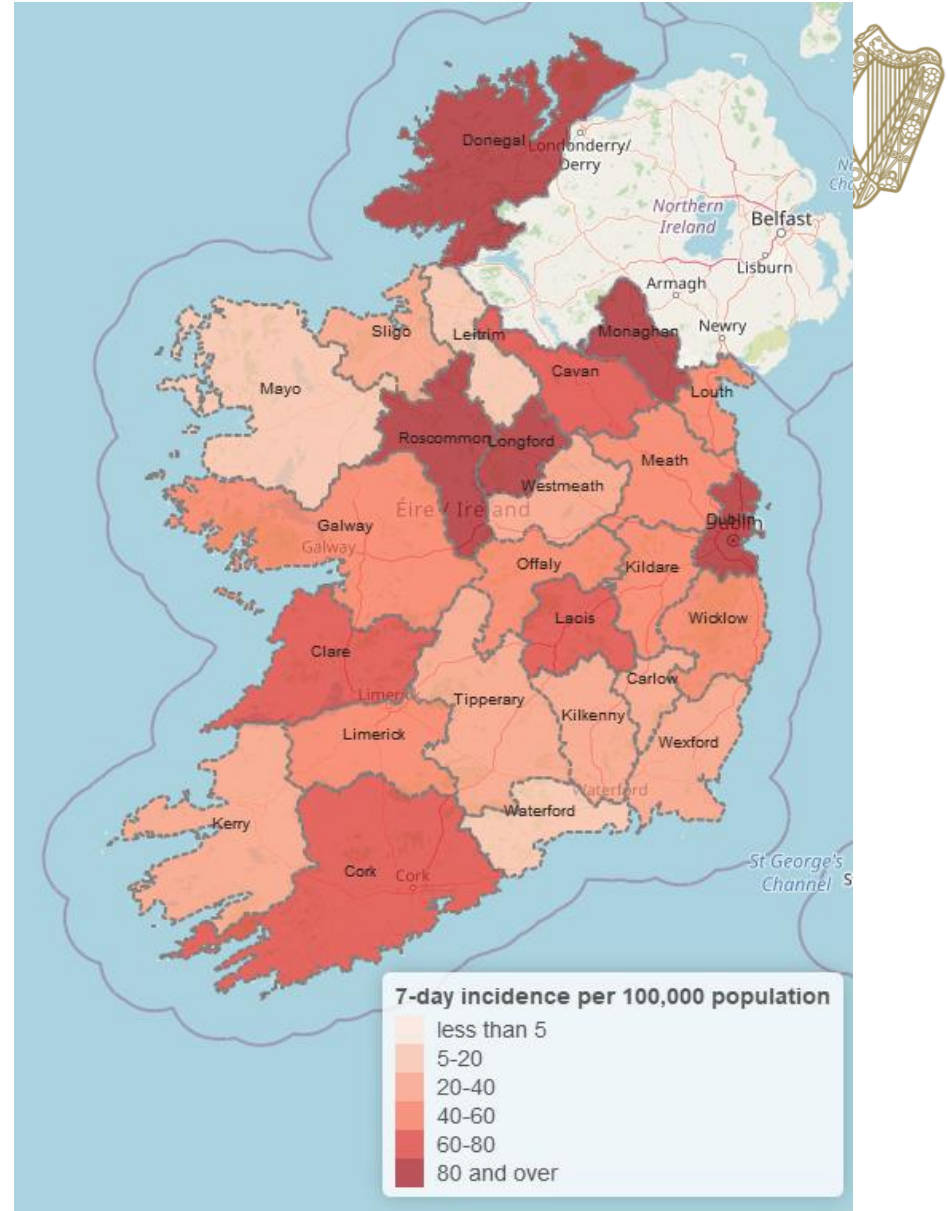 Donegal
Londonderry/
Derry
Northern
Ireland
Belfast
Lisburn
Armagh
Newry
Monaghan
Sligo
Leitrim
Cavan
Louth
Mayo
Roscommon
Longford
Meath
Westmeath
Éire / Ireland
Galway
Galway
Dublin
Dublin
Offaly
Kildare
Laois
Wicklow
Clare
Limerick
Carlow
Tipperary
Kilkenny
Limerick
Wexford
Waterford
Waterford
Kerry
Cork
Cork
St George's
Channel
S
7-day incidence per 100,000 population
less than 5
5-20
20-40
40-60
60-80
80 and over